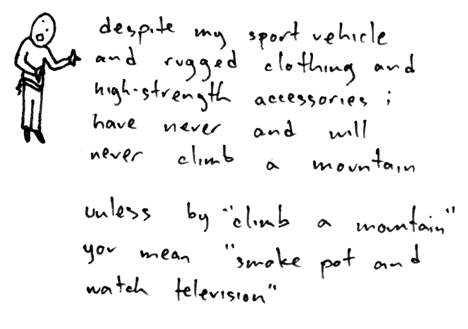 despite my sport vehicle
and rugged clothing and
high-strength accessories i
have never and will
never climb a mountain
unless by "climb a mountain"
you mean "smoke pot and
watch television"